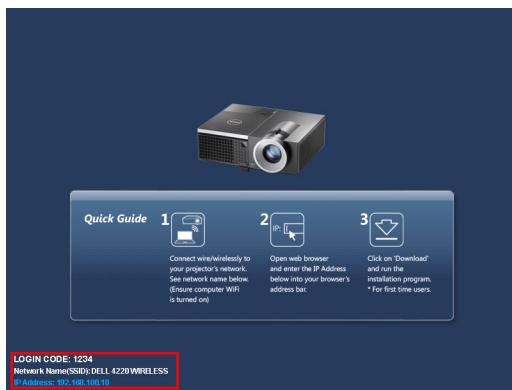 Quick Guide
1
Connect wire/wirelessly to
your projector's network.
See network name below.
(Ensure computer WiFi
is turned on)
2
IP:
Open web browser
and enter the IP Address
below into your browser's
address bar.
3
Click on 'Download'
and run the
installation program.
* For first time users.
LOGIN CODE: 1234
Network Name(SSID): DELL 4220 WIRELESS
IP Address: 192.168.100.10